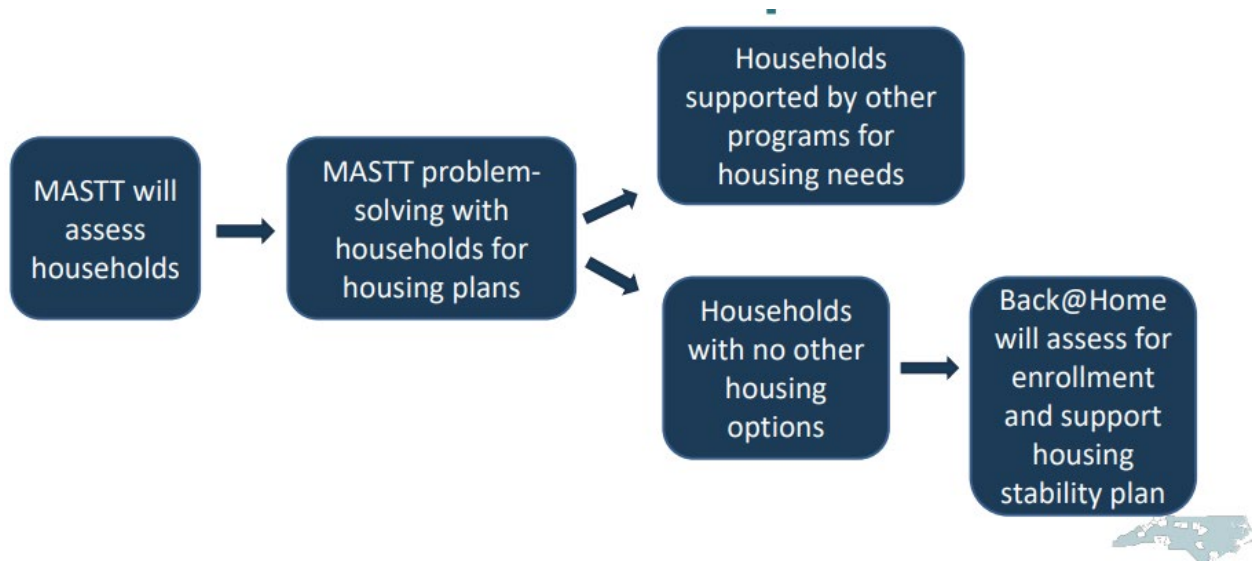 MASTT will
assess
households
MASTT problem-
solving with
households for
housing plans
Households
supported by other
programs for
housing needs
Households
with no other
housing
options
Back@Home
will assess for
enrollment
and support
housing
stability plan